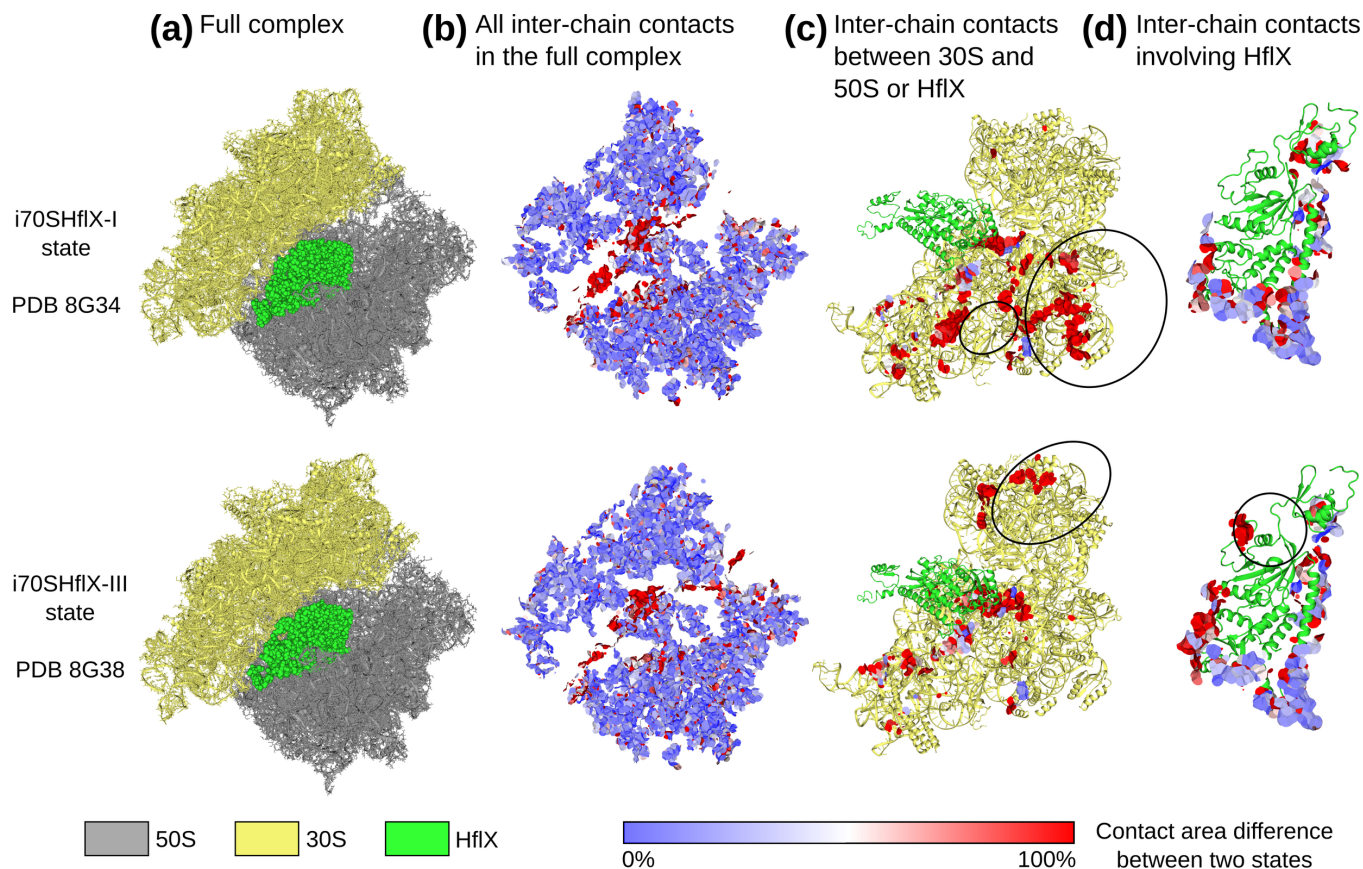 (a) Full complex
(b) All inter-chain contacts
in the full complex
(c) Inter-chain contacts
between 30S and
50S or HflX
(d) Inter-chain contacts
involving HflX
i70SHflX-I
state
PDB 8G34
i70SHflX-III
state
PDB 8G38
50S
30S
HflX
0%
100%
Contact area difference
between two states